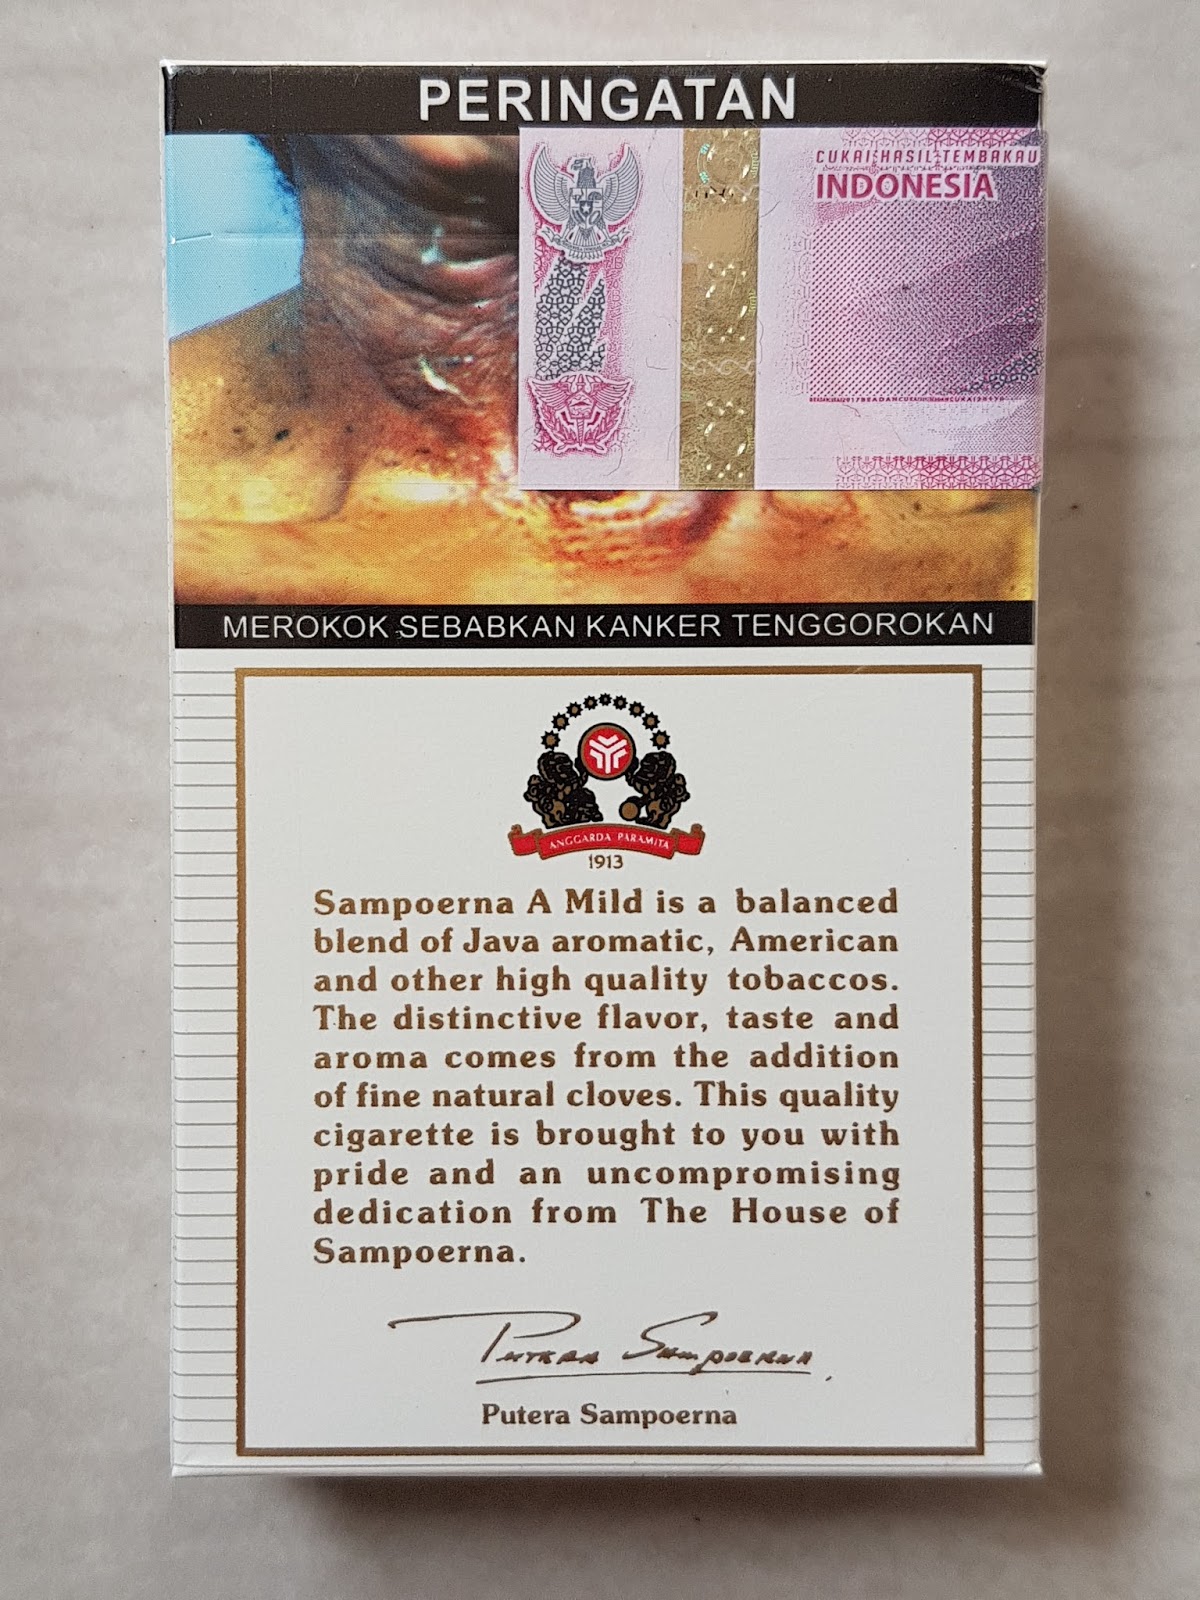 PERINGATAN
CUKAI HASIL TEMBAKAU
INDONESIA
MEROKOK SEBABKAN KANKER TENGGOROKAN
ANGGARDA PARAMITA
1913
Sampoerna A Mild is a balanced
blend of Java aromatic, American
and other high quality tobaccos.
The distinctive flavor, taste and
aroma comes from the addition
of fine natural cloves. This quality
cigarette is brought to you with
pride and an uncompromising
dedication from The House of
Sampoerna.
Putera Sampoerna
Putera Sampoerna